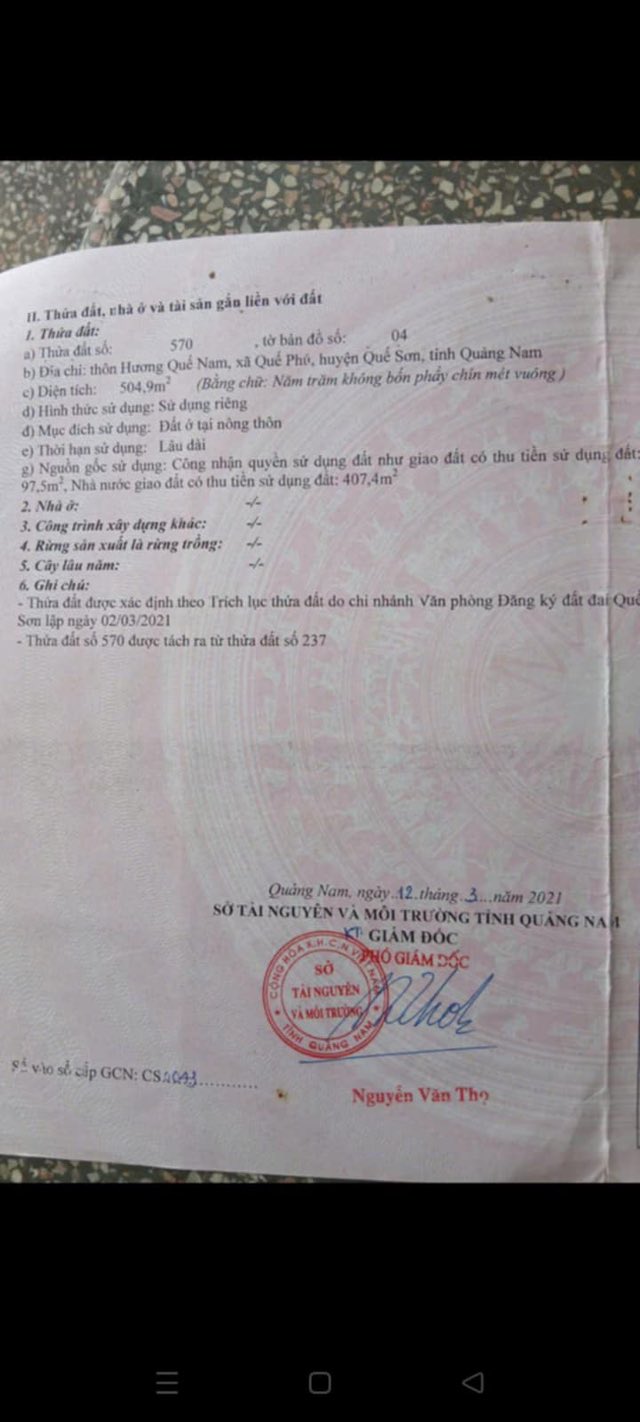 II. Thửa đất, nhà ở và tài sản gắn liền với đất
1. Thửa đất:
a) Thửa đất số: 570 , tờ bản đồ số: 04
b) Địa chỉ: thôn Hương Quế Nam, xã Quế Phú, huyện Quế Sơn, tỉnh Quảng Nam
c) Diện tích: 504,9m² (Bằng chữ: Năm trăm không bốn phẩy chín mét vuông )
d) Hình thức sử dụng: Sử dụng riêng
đ) Mục đích sử dụng: Đất ở tại nông thôn
e) Thời hạn sử dụng: Lâu dài
g) Nguồn gốc sử dụng: Công nhận quyền sử dụng đất như giao đất có thu tiền sử dụng đất:
97,5m², Nhà nước giao đất có thu tiền sử dụng đất: 407,4m²
2. Nhà ở: -/-
3. Công trình xây dựng khác: -/-
4. Rừng sản xuất là rừng trồng: -/-
5. Cây lâu năm: -/-
6. Ghi chú:
- Thửa đất được xác định theo Trích lục thửa đất do chi nhánh Văn phòng Đăng ký đất đai Quế
Sơn lập ngày 02/03/2021
- Thửa đất số 570 được tách ra từ thửa đất số 237
Quảng Nam, ngày 12 tháng 3 năm 2021
SỞ TÀI NGUYÊN VÀ MÔI TRƯỜNG TỈNH QUẢNG NAM
KT. GIÁM ĐỐC
PHÓ GIÁM ĐỐC
CỘNG HÒA X.H.C.N VIỆT NAM
SỞ
TÀI NGUYÊN
VÀ MÔI TRƯỜNG
TỈNH QUẢNG NAM
Số vào sổ cấp GCN: CS
Nguyễn Văn Thọ